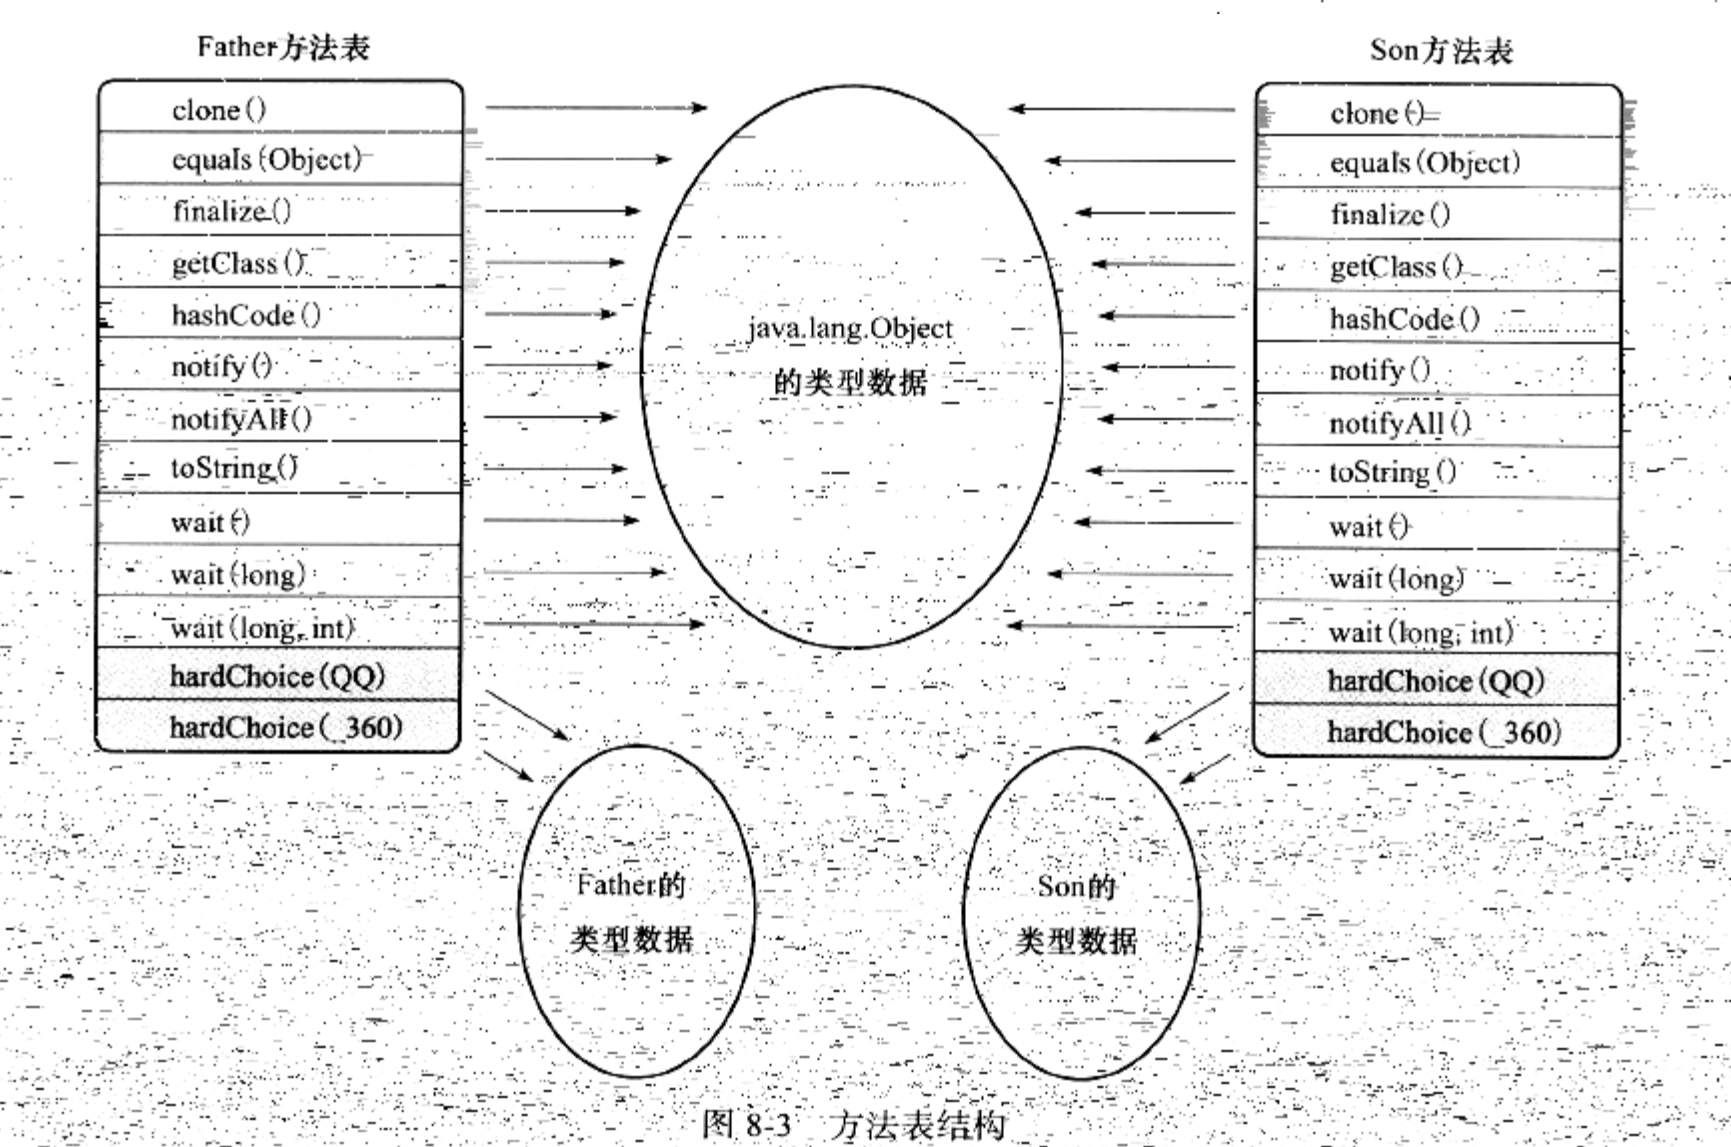 Father方法表
clone()
equals(Object)
finalize()
getClass()
hashCode()
notify()
notifyAll()
toString()
wait()
wait(long)
wait(long, int)
hardChoice(QQ)
hardChoice(_360)
java.lang.Object
的类型数据
Son方法表
clone()
equals(Object)
finalize()
getClass()
hashCode()
notify()
notifyAll()
toString()
wait()
wait(long)
wait(long, int)
hardChoice(QQ)
hardChoice(_360)
Father的
类型数据
Son的
类型数据
图 8-3 方法表结构